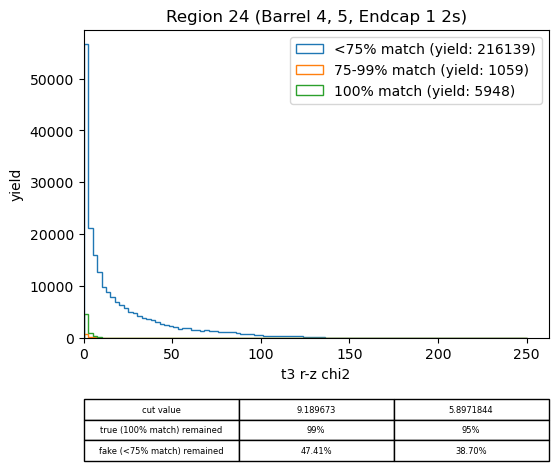 Region 24 (Barrel 4, 5, Endcap 1 2s)
<75% match (yield: 216139)
75-99% match (yield: 1059)
100% match (yield: 5948)
yield
50000
40000
30000
20000
10000
0
0 50 100 150 200 250
t3 r-z chi2
cut value 9.189673 5.8971844
true (100% match) remained 99% 95%
fake (<75% match) remained 47.41% 38.70%